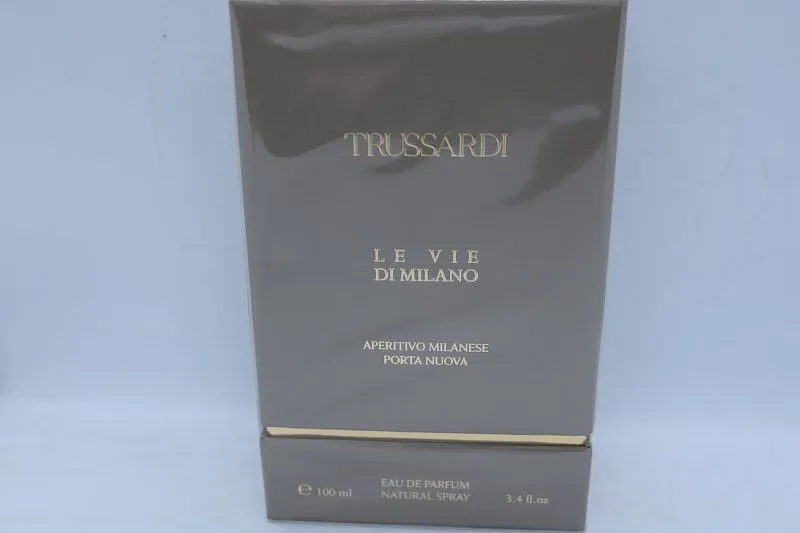 TRUSSARDI
LE VIE
DI MILANO
APERITIVO MILANESE
PORTA NUOVA
℮ 100 ml
EAU DE PARFUM
NATURAL SPRAY
3.4 fl.oz